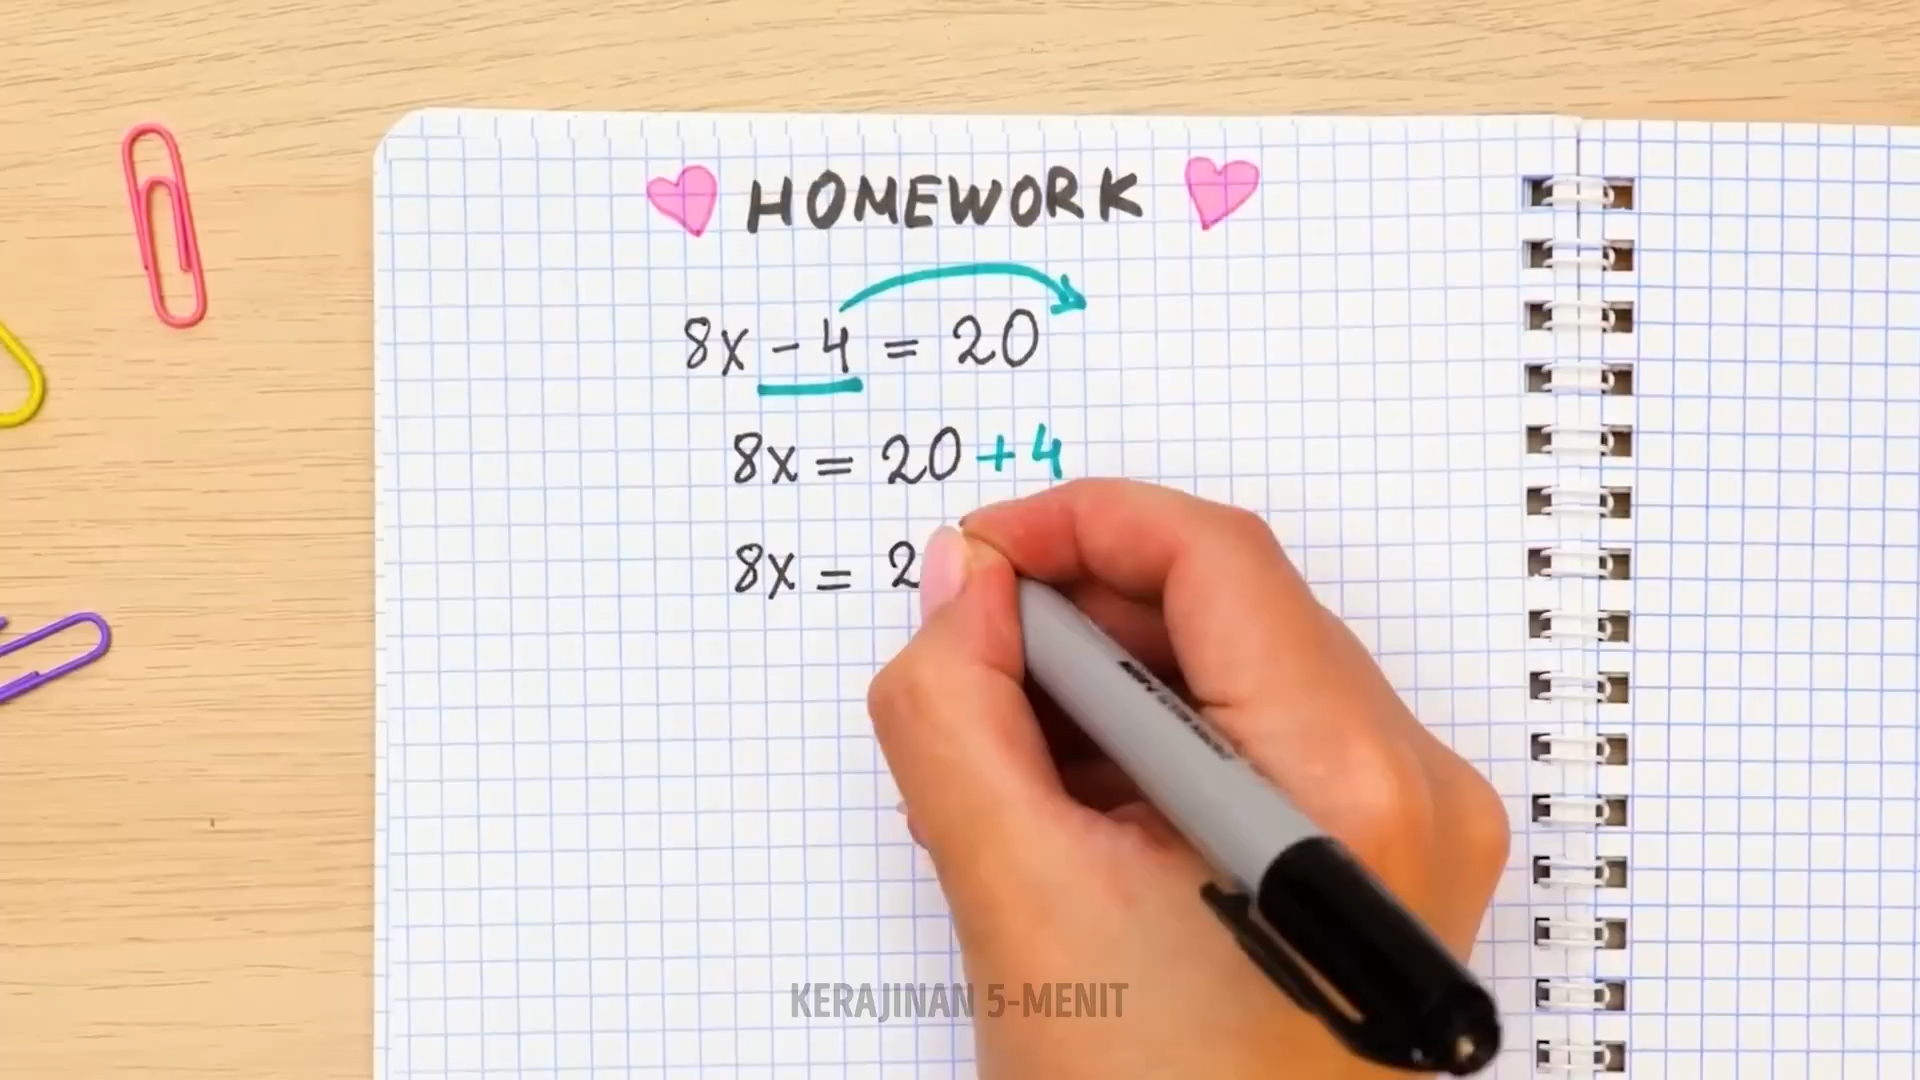 HOMEWORK
8x - 4 = 20
8x = 20 + 4
8x = 2
KERAJINAN 5-MENIT